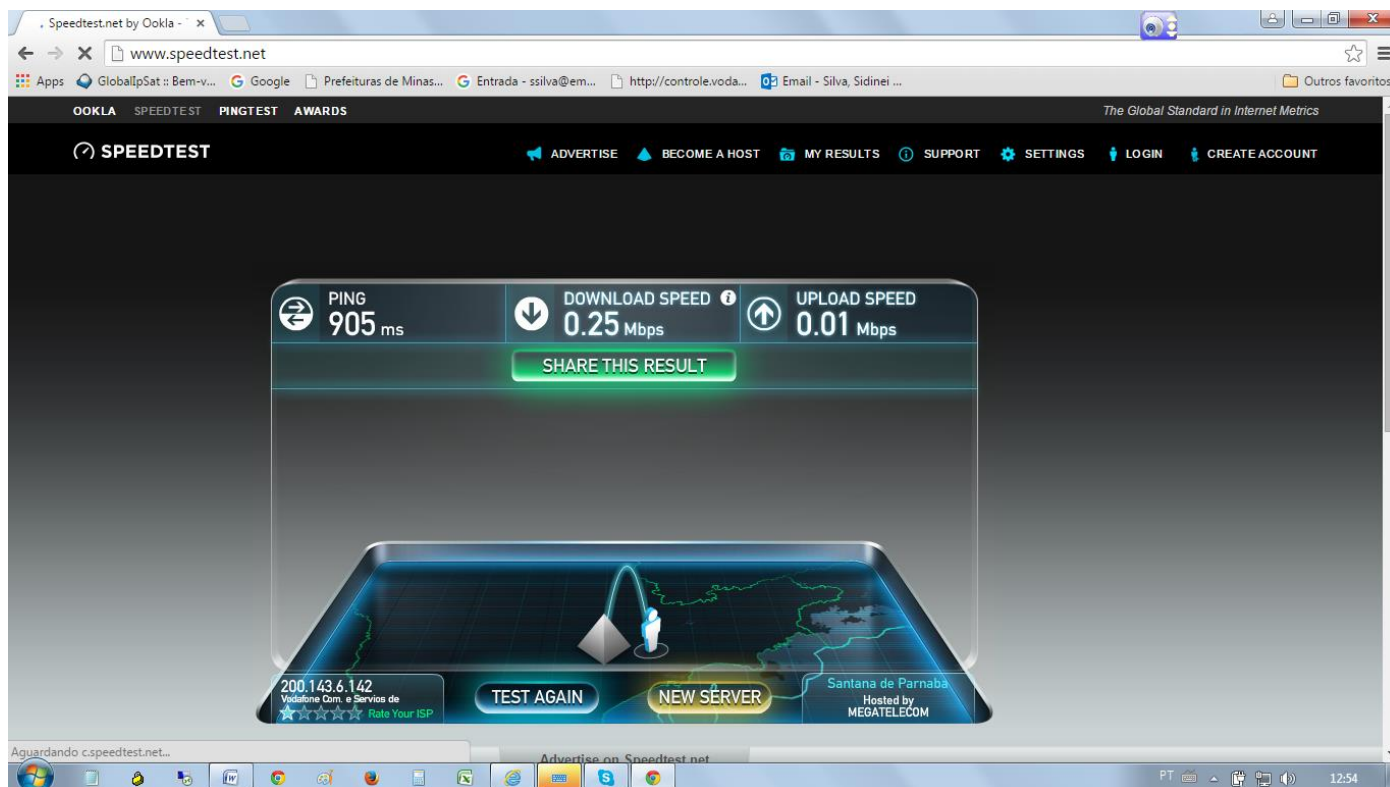 Speedtest.net by Ookla -
www.speedtest.net
Apps GlobalIpSat :: Bem-v... Google Prefeituras de Minas... Entrada - ssilva@em... http://controle.voda... Email - Silva, Sidinei ... Outros favoritos
OOKLA SPEEDTEST PINGTEST AWARDS The Global Standard in Internet Metrics
SPEEDTEST ADVERTISE BECOME A HOST MY RESULTS SUPPORT SETTINGS LOGIN CREATE ACCOUNT
PING DOWNLOAD SPEED UPLOAD SPEED
905 ms 0.25 Mbps 0.01 Mbps
SHARE THIS RESULT
200.143.6.142
Vodafone Com. e Servios de
Rate Your ISP
TEST AGAIN NEW SERVER
Santana de Parnaba
Hosted by
MEGATELECOM
Aguardando c.speedtest.net...
Advertise on Speedtest.net
PT 12:54